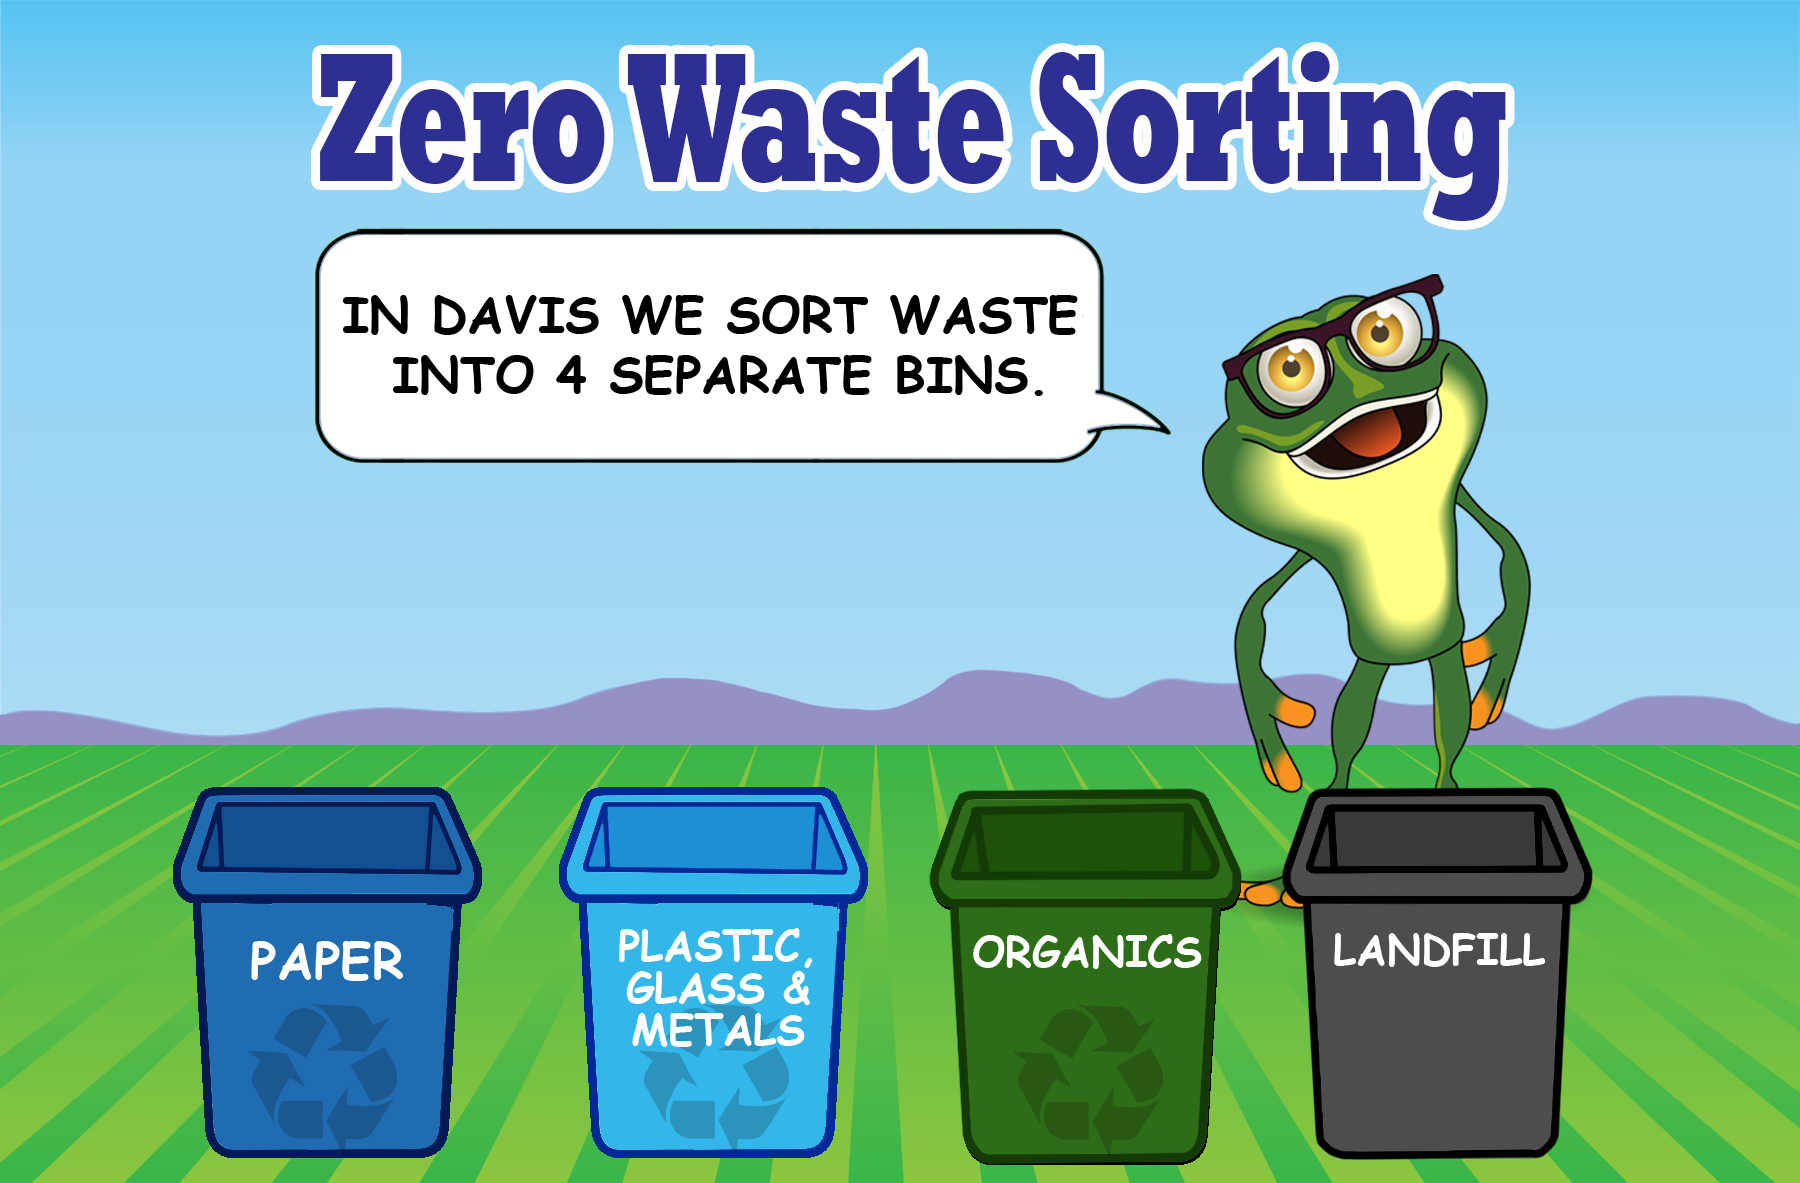 Zero Waste Sorting
IN DAVIS WE SORT WASTE
INTO 4 SEPARATE BINS.
PAPER
PLASTIC,
GLASS &
METALS
ORGANICS
LANDFILL